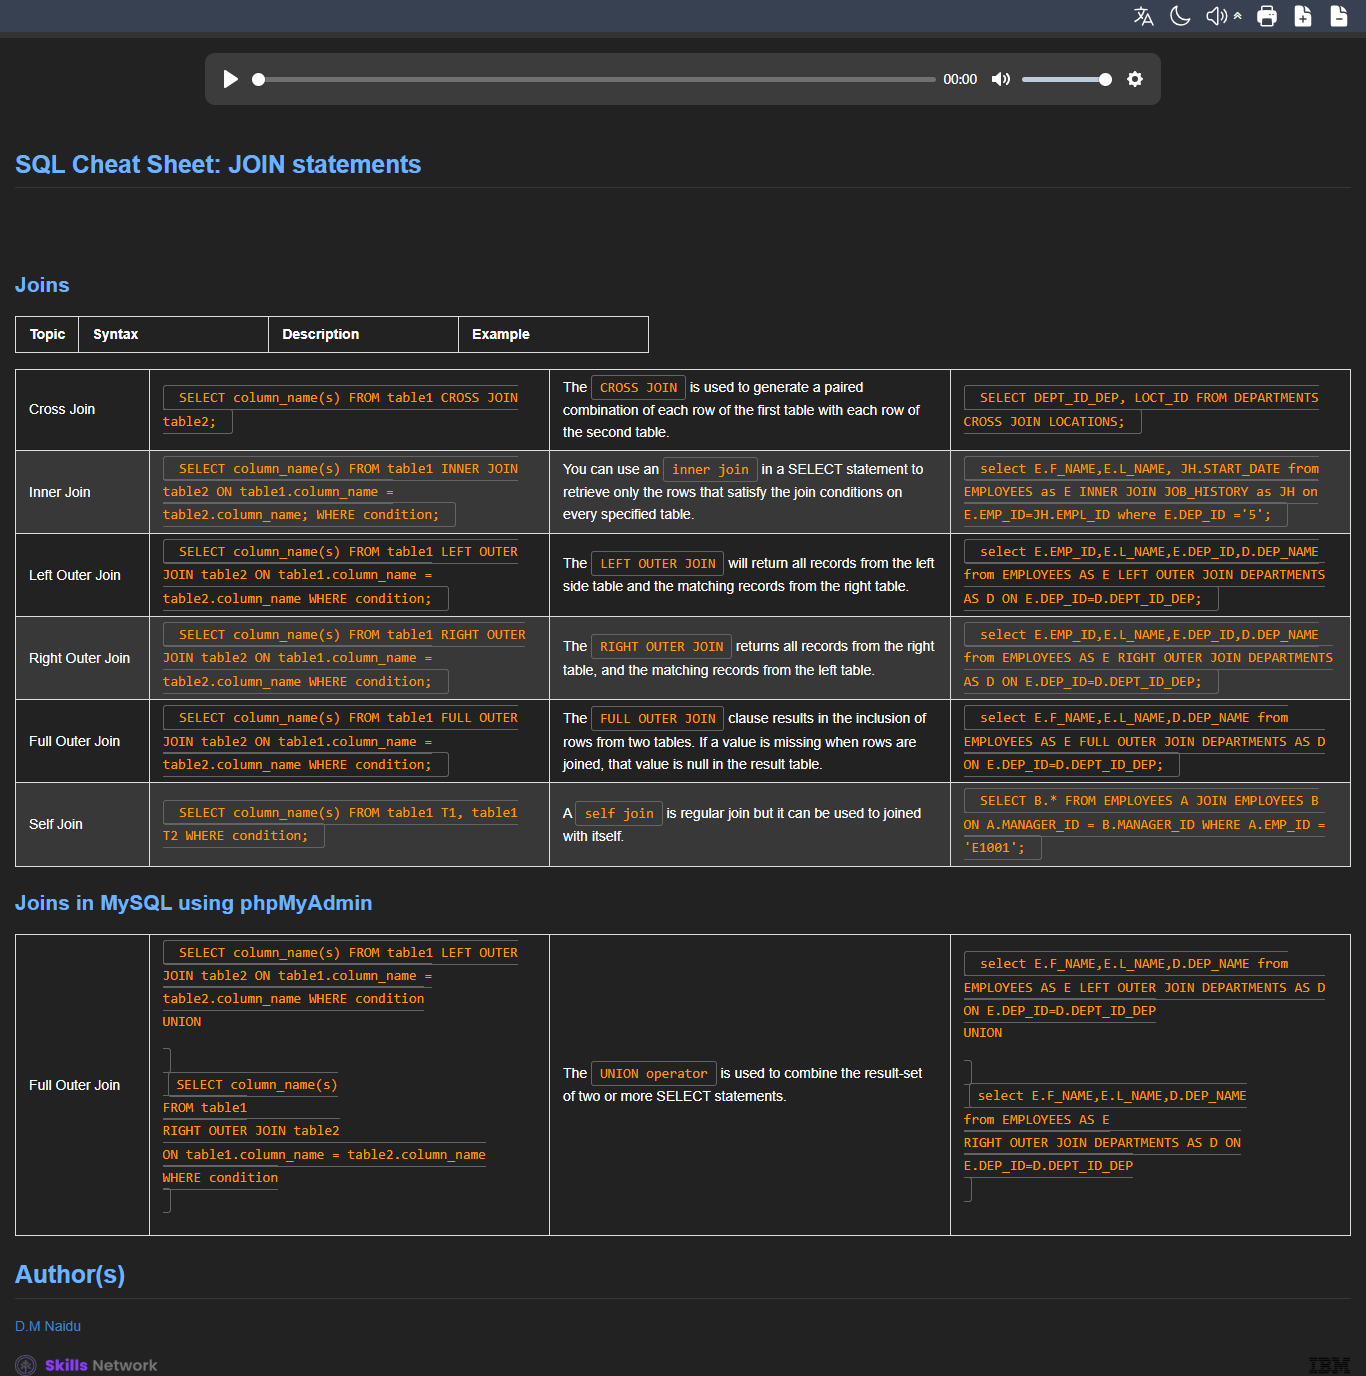 00:00
SQL Cheat Sheet: JOIN statements
Joins
Topic Syntax Description Example
Cross Join
SELECT column_name(s) FROM table1 CROSS JOIN
table2;
The CROSS JOIN is used to generate a paired
combination of each row of the first table with each row of
the second table.
SELECT DEPT_ID_DEP, LOCT_ID FROM DEPARTMENTS
CROSS JOIN LOCATIONS;
Inner Join
SELECT column_name(s) FROM table1 INNER JOIN
table2 ON table1.column_name =
table2.column_name; WHERE condition;
You can use an inner join in a SELECT statement to
retrieve only the rows that satisfy the join conditions on
every specified table.
select E.F_NAME,E.L_NAME, JH.START_DATE from
EMPLOYEES as E INNER JOIN JOB_HISTORY as JH on
E.EMP_ID=JH.EMPL_ID where E.DEP_ID ='5';
Left Outer Join
SELECT column_name(s) FROM table1 LEFT OUTER
JOIN table2 ON table1.column_name =
table2.column_name WHERE condition;
The LEFT OUTER JOIN will return all records from the left
side table and the matching records from the right table.
select E.EMP_ID,E.L_NAME,E.DEP_ID,D.DEP_NAME
from EMPLOYEES AS E LEFT OUTER JOIN DEPARTMENTS
AS D ON E.DEP_ID=D.DEPT_ID_DEP;
Right Outer Join
SELECT column_name(s) FROM table1 RIGHT OUTER
JOIN table2 ON table1.column_name =
table2.column_name WHERE condition;
The RIGHT OUTER JOIN returns all records from the right
table, and the matching records from the left table.
select E.EMP_ID,E.L_NAME,E.DEP_ID,D.DEP_NAME
from EMPLOYEES AS E RIGHT OUTER JOIN DEPARTMENTS
AS D ON E.DEP_ID=D.DEPT_ID_DEP;
Full Outer Join
SELECT column_name(s) FROM table1 FULL OUTER
JOIN table2 ON table1.column_name =
table2.column_name WHERE condition;
The FULL OUTER JOIN clause results in the inclusion of
rows from two tables. If a value is missing when rows are
joined, that value is null in the result table.
select E.F_NAME,E.L_NAME,D.DEP_NAME from
EMPLOYEES AS E FULL OUTER JOIN DEPARTMENTS AS D
ON E.DEP_ID=D.DEPT_ID_DEP;
Self Join
SELECT column_name(s) FROM table1 T1, table1
T2 WHERE condition;
A self join is regular join but it can be used to joined
with itself.
SELECT B.* FROM EMPLOYEES A JOIN EMPLOYEES B
ON A.MANAGER_ID = B.MANAGER_ID WHERE A.EMP_ID =
'E1001';
Joins in MySQL using phpMyAdmin
Full Outer Join
SELECT column_name(s) FROM table1 LEFT OUTER
JOIN table2 ON table1.column_name =
table2.column_name WHERE condition
UNION
SELECT column_name(s)
FROM table1
RIGHT OUTER JOIN table2
ON table1.column_name = table2.column_name
WHERE condition
The UNION operator is used to combine the result-set
of two or more SELECT statements.
select E.F_NAME,E.L_NAME,D.DEP_NAME from
EMPLOYEES AS E LEFT OUTER JOIN DEPARTMENTS AS D
ON E.DEP_ID=D.DEPT_ID_DEP
UNION
select E.F_NAME,E.L_NAME,D.DEP_NAME
from EMPLOYEES AS E
RIGHT OUTER JOIN DEPARTMENTS AS D ON
E.DEP_ID=D.DEPT_ID_DEP
Author(s)
D.M Naidu
Skills Network
IBM